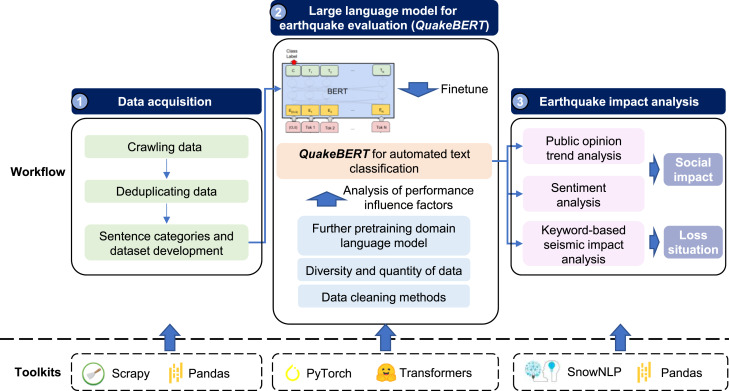 2 Large language model for
earthquake evaluation (QuakeBERT)
Class
Label
C T1 T2 ... TN
BERT
E[CLS] E1 E2 ... EN
[CLS] Tok 1 Tok 2 ... Tok N
Finetune
QuakeBERT for automated text
classification
Analysis of performance
influence factors
Further pretraining domain
language model
Diversity and quantity of data
Data cleaning methods
1 Data acquisition
Crawling data
Deduplicating data
Sentence categories and
dataset development
3 Earthquake impact analysis
Public opinion
trend analysis
Sentiment
analysis
Social
impact
Keyword-based
seismic impact
analysis
Loss
situation
Workflow
Toolkits
Scrapy
Pandas
PyTorch
Transformers
SnowNLP
Pandas